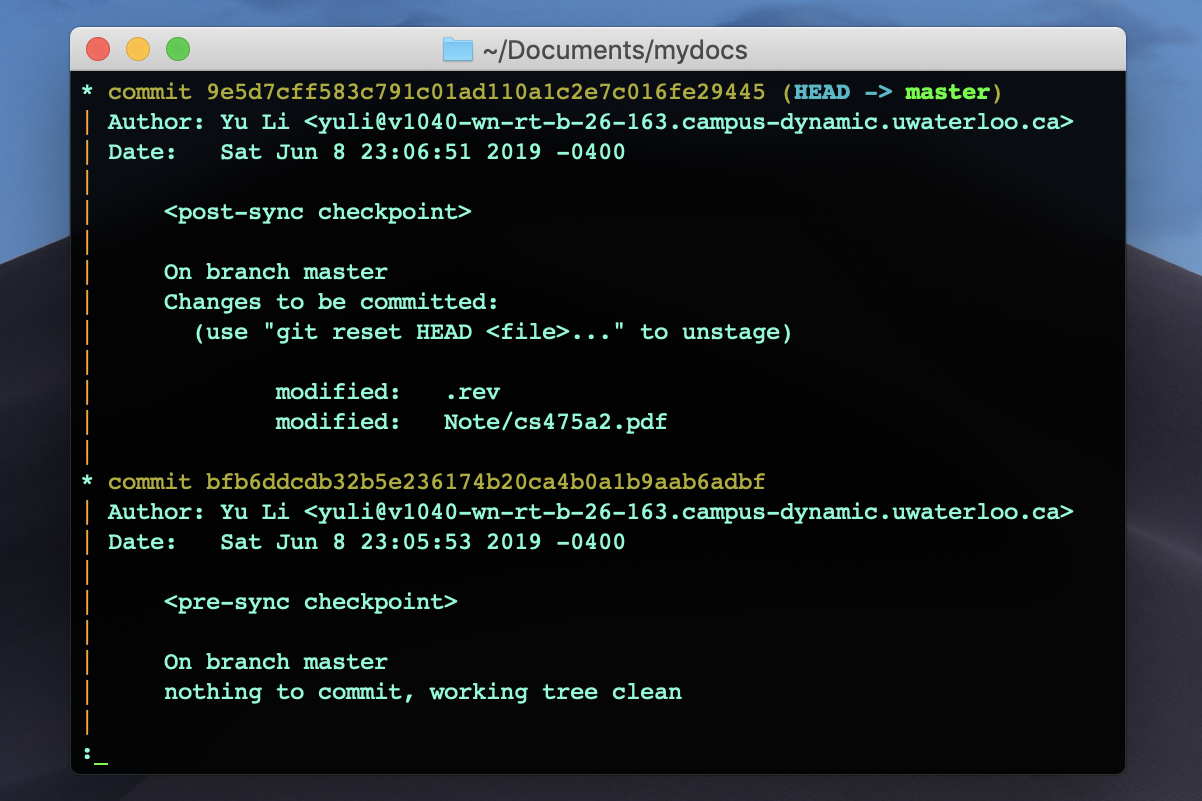 ~/Documents/mydocs
* commit 9e5d7cff583c791c01ad110a1c2e7c016fe29445 (HEAD -> master)
| Author: Yu Li <yuli@v1040-wn-rt-b-26-163.campus-dynamic.uwaterloo.ca>
| Date:   Sat Jun 8 23:06:51 2019 -0400
|
|     <post-sync checkpoint>
|
|     On branch master
|     Changes to be committed:
|       (use "git reset HEAD <file>..." to unstage)
|
|             modified:   .rev
|             modified:   Note/cs475a2.pdf
|
* commit bfb6ddcdb32b5e236174b20ca4b0a1b9aab6adbf
| Author: Yu Li <yuli@v1040-wn-rt-b-26-163.campus-dynamic.uwaterloo.ca>
| Date:   Sat Jun 8 23:05:53 2019 -0400
|
|     <pre-sync checkpoint>
|
|     On branch master
|     nothing to commit, working tree clean
|
:_